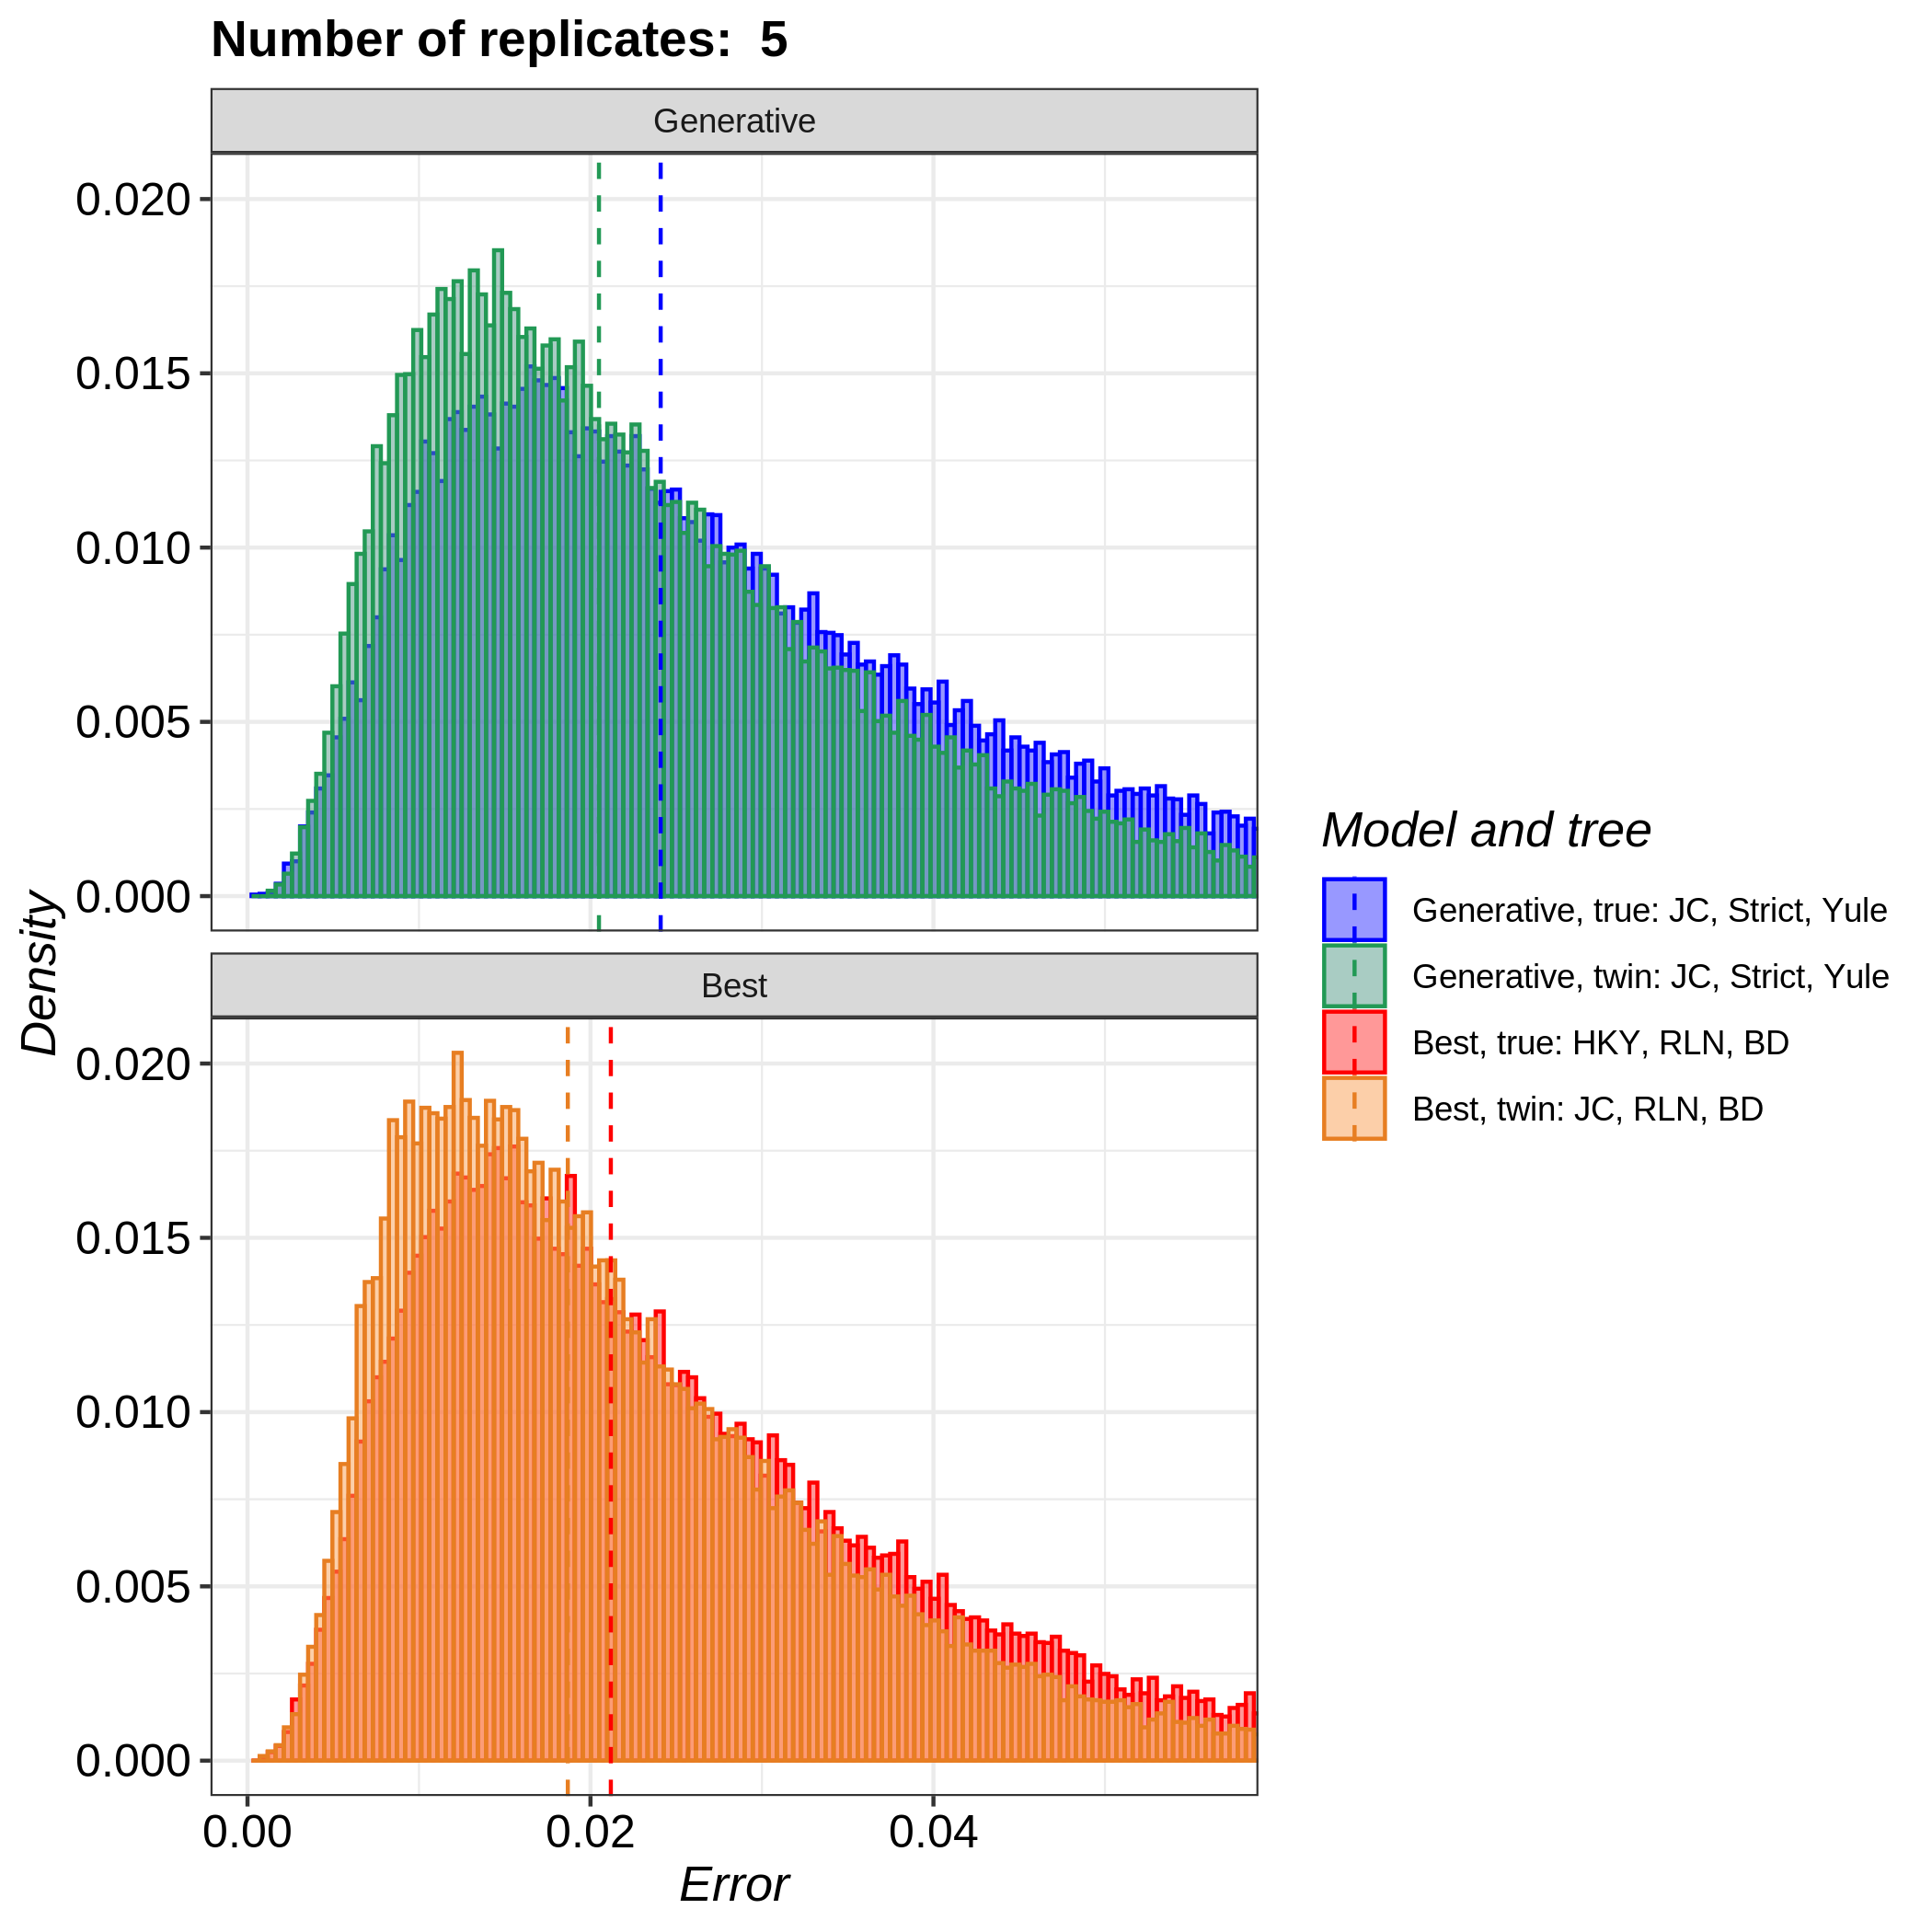 Number of replicates:  5
Generative
0.020
0.015
0.010
0.005
0.000
Best
0.020
0.015
0.010
0.005
0.000
0.00
0.02
0.04
Error
Density
Model and tree
Generative, true: JC, Strict, Yule
Generative, twin: JC, Strict, Yule
Best, true: HKY, RLN, BD
Best, twin: JC, RLN, BD